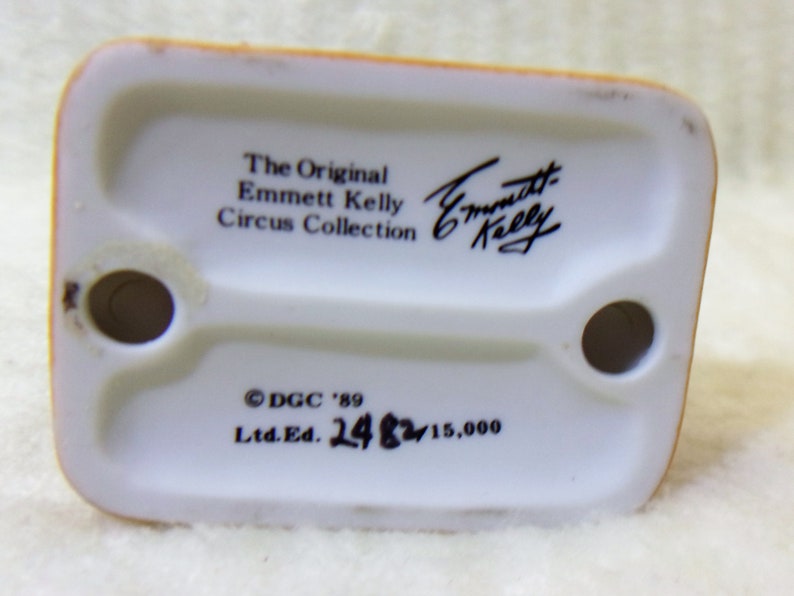 The Original
Emmett Kelly
Circus Collection
Emmett
Kelly
©DGC '89
Ltd.Ed. 2482/15,000